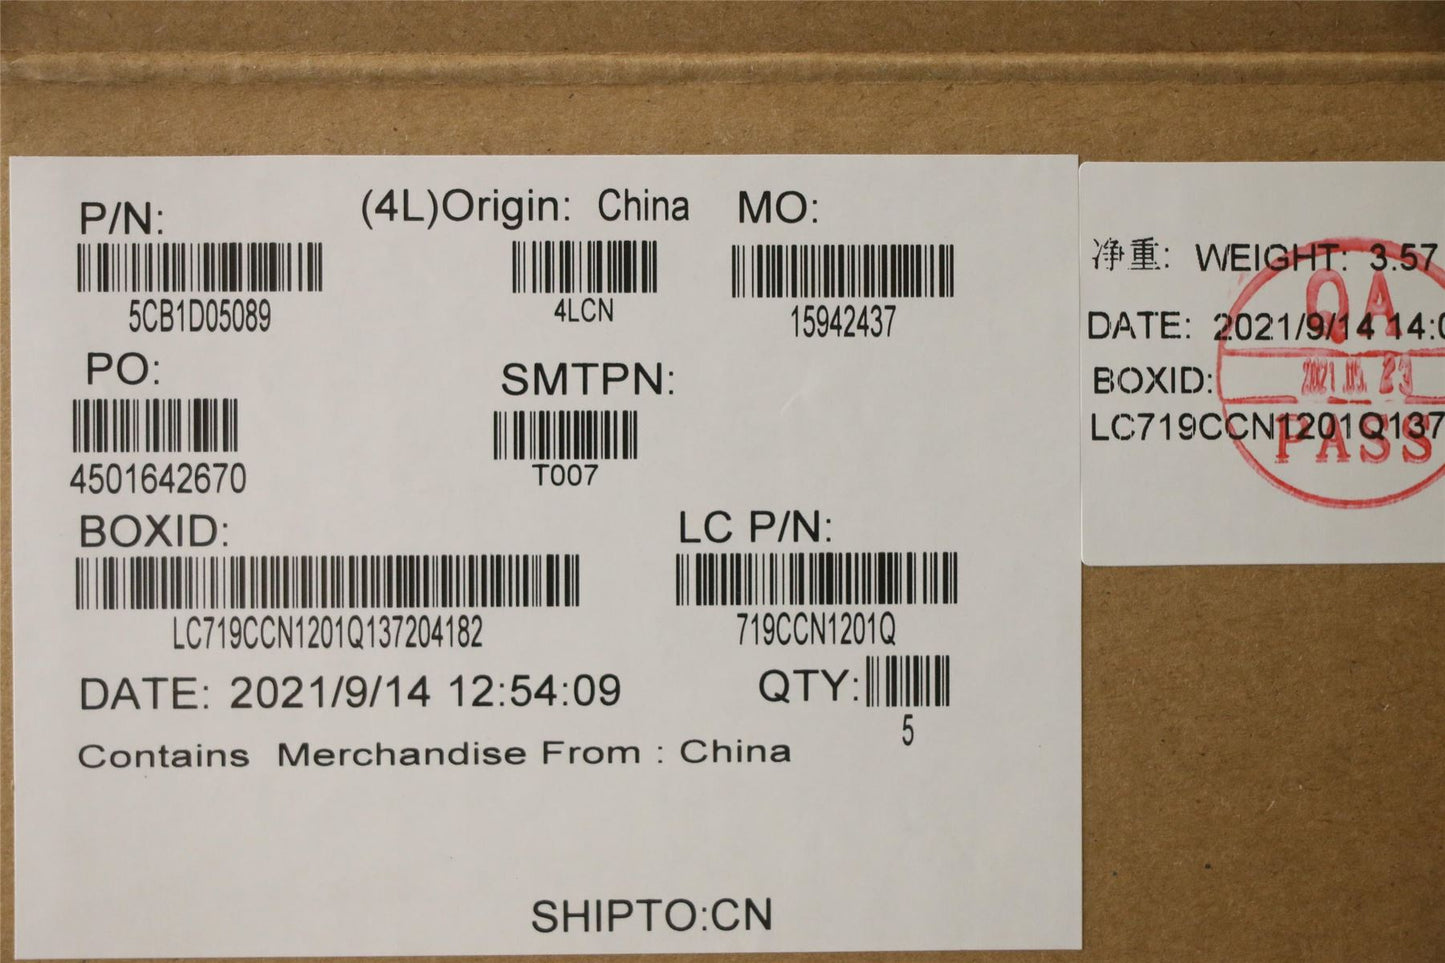 P/N:
(4L)Origin: China
MO:
5CB1D05089
4LCN
15942437
PO:
SMTPN:
4501642670
T007
BOXID:
LC P/N:
LC719CCN1201Q137204182
719CCN1201Q
DATE: 2021/9/14 12:54:09
QTY:
5
Contains Merchandise From : China
SHIPTO:CN
净重: WEIGHT: 3.57
DATE: 2021/9/14 14:0
BOXID:
LC719CCN1201Q137
QA
PASS